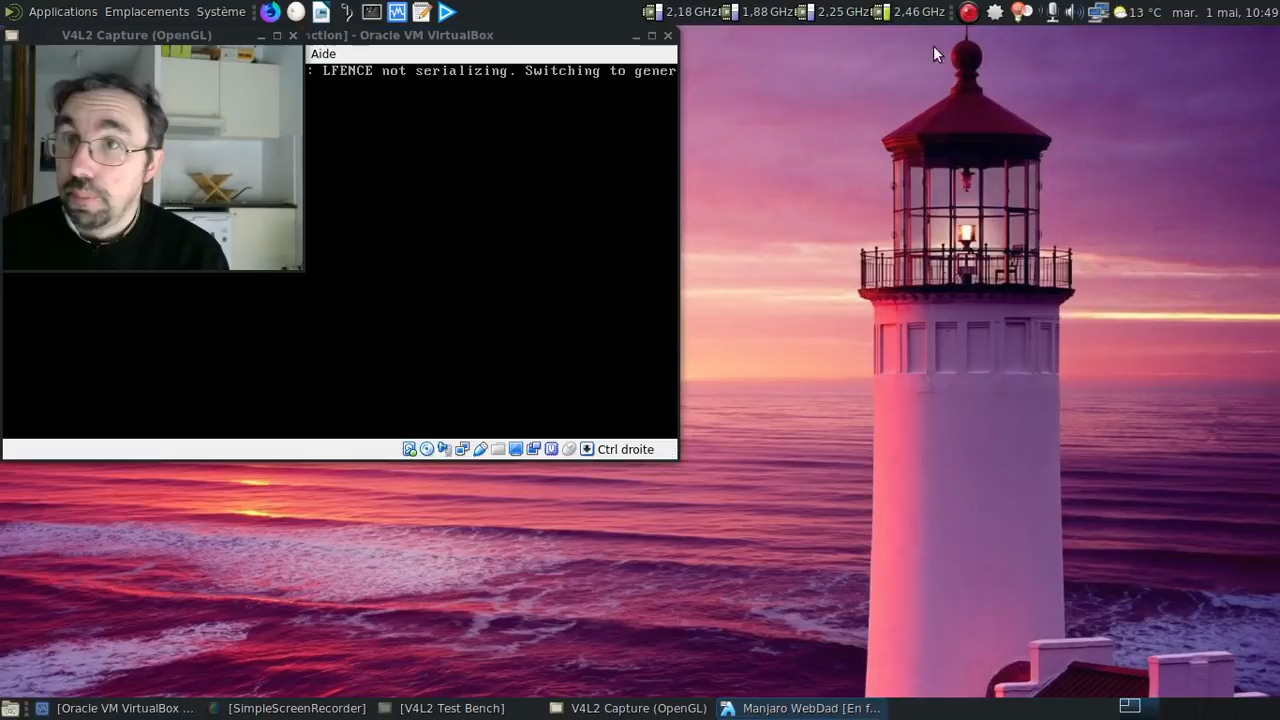 Applications Emplacements Système 2,18 GHz 1,88 GHz 2,25 GHz 2,46 GHz 13 °C mar. 1 mai, 10:49
V4L2 Capture (OpenGL) nction] - Oracle VM VirtualBox
Aide
: LFENCE not serializing. Switching to gener
Ctrl droite
[Oracle VM VirtualBox ... [SimpleScreenRecorder] [V4L2 Test Bench] V4L2 Capture (OpenGL) Manjaro WebDad [En f...